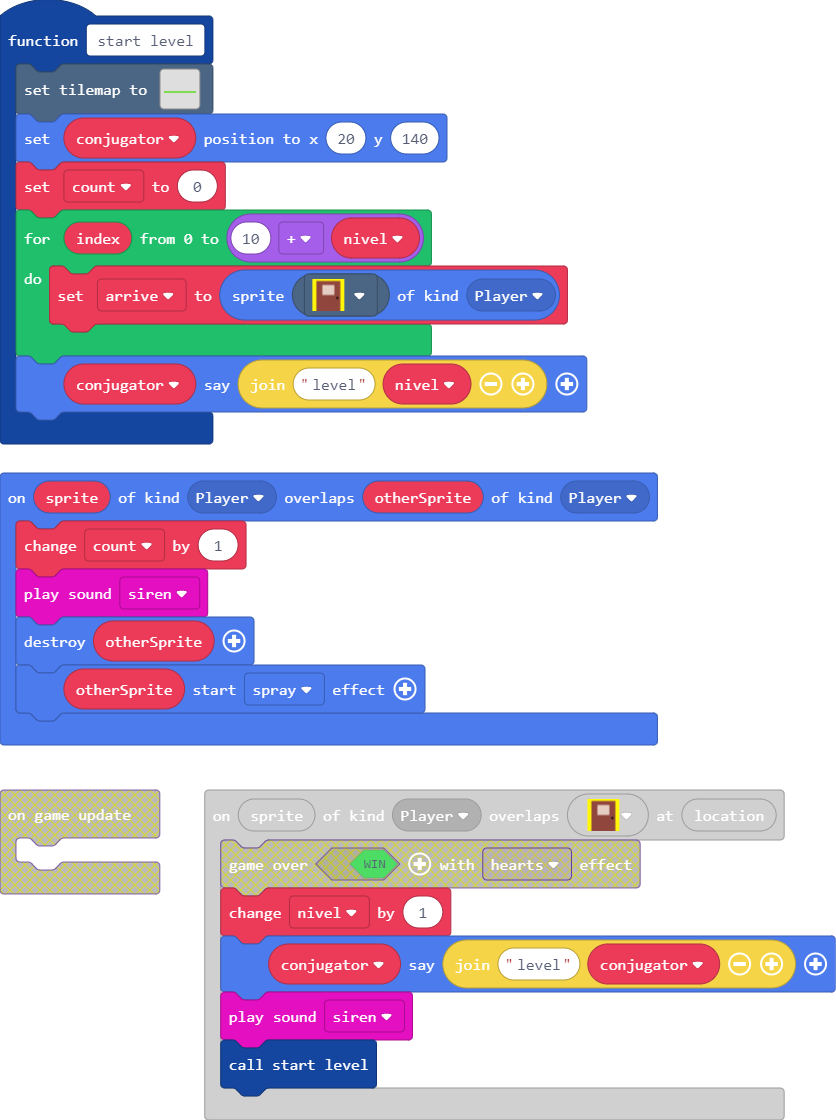 function start level
set tilemap to
set conjugator position to x 20 y 140
set count to 0
for index from 0 to 10 + nivel
do
set arrive to sprite of kind Player
conjugator say join "level" nivel
on sprite of kind Player overlaps otherSprite of kind Player
change count by 1
play sound siren
destroy otherSprite
otherSprite start spray effect
on game update
on sprite of kind Player overlaps at location
game over WIN with hearts effect
change nivel by 1
conjugator say join "level" conjugator
play sound siren
call start level